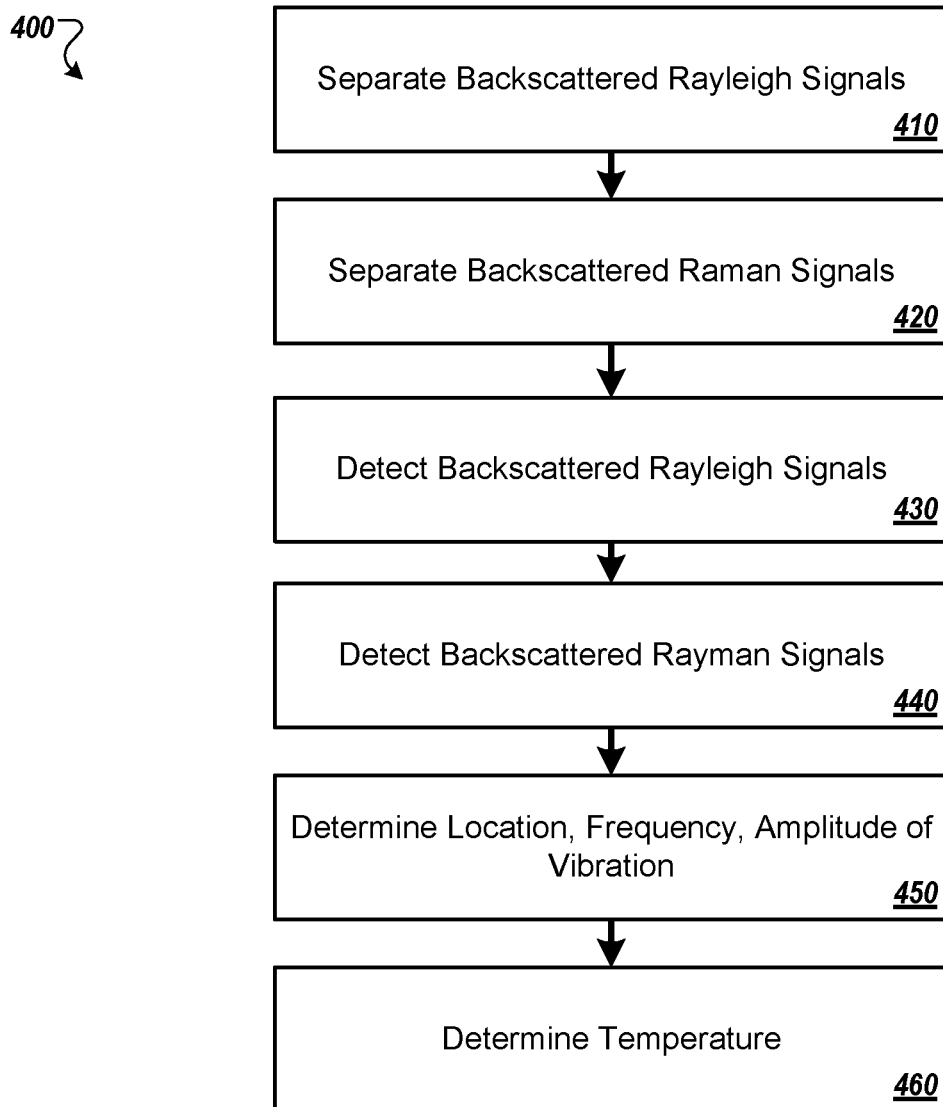 400
Separate Backscattered Rayleigh Signals
410
Separate Backscattered Raman Signals
420
Detect Backscattered Rayleigh Signals
430
Detect Backscattered Rayman Signals
440
Determine Location, Frequency, Amplitude of
Vibration
450
Determine Temperature
460